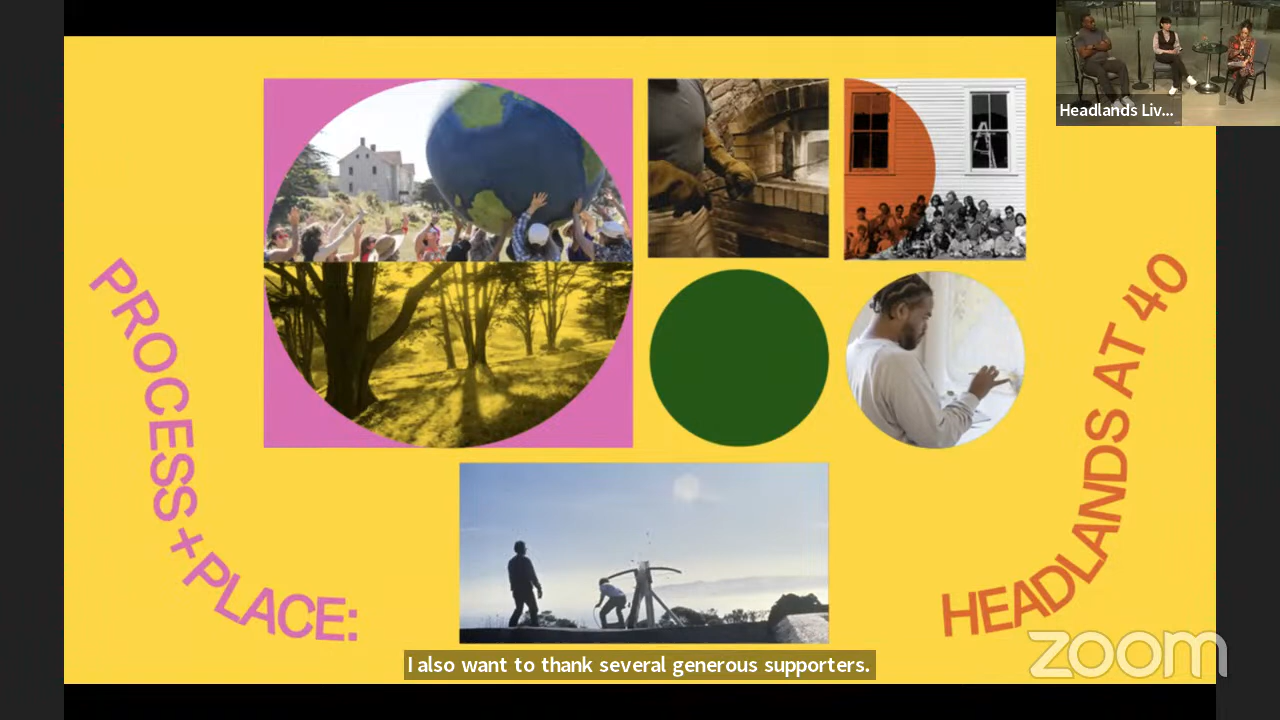 Headlands Liv...
PROCESS + PLACE:
HEADLANDS AT 40
I also want to thank several generous supporters.
zoom